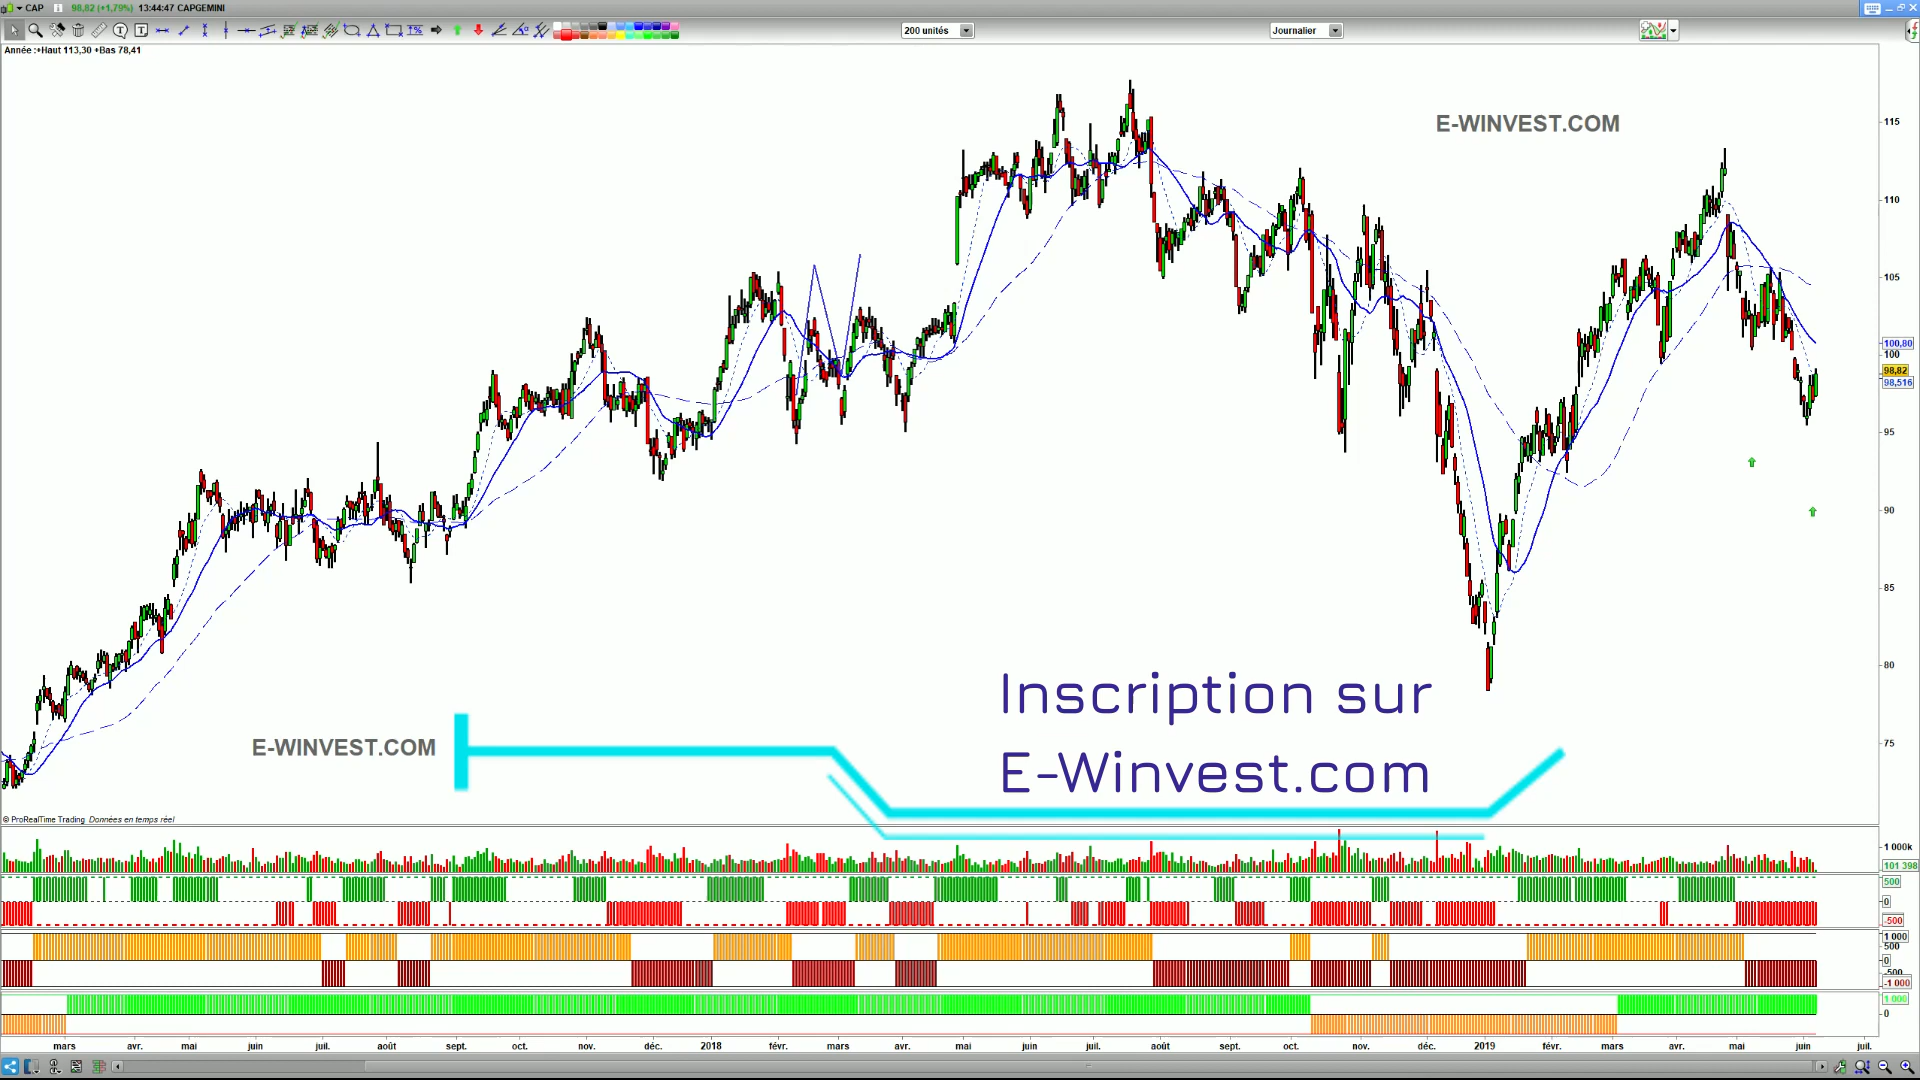 CAP 98,82 (+1,79%) 13:44:47 CAPGEMINI
200 unités
Journalier
Année :+Haut 113,30 +Bas 78,41
E-WINVEST.COM
115
110
105
100,80
100
98,82
98,516
95
90
85
80
75
Inscription sur
E-Winvest.com
E-WINVEST.COM
© ProRealTime Trading Données en temps réel
1 000k
101 398
500
0
-500
1 000
500
0
-500
-1 000
1 000
0
mars avr. mai juin juil. août sept. oct. nov. déc. 2018 févr. mars avr. mai juin juil. août sept. oct. nov. déc. 2019 févr. mars avr. mai juin juil.